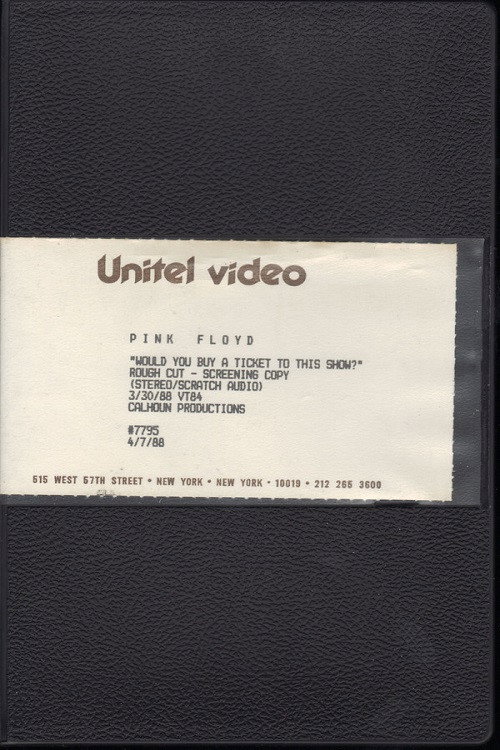 Unitel video
PINK FLOYD
"WOULD YOU BUY A TICKET TO THIS SHOW?"
ROUGH CUT - SCREENING COPY
(STEREO/SCRATCH AUDIO)
3/30/88 VT84
CALHOUN PRODUCTIONS
#7795
4/7/88
515 WEST 57TH STREET • NEW YORK • NEW YORK • 10019 • 212 265 3600